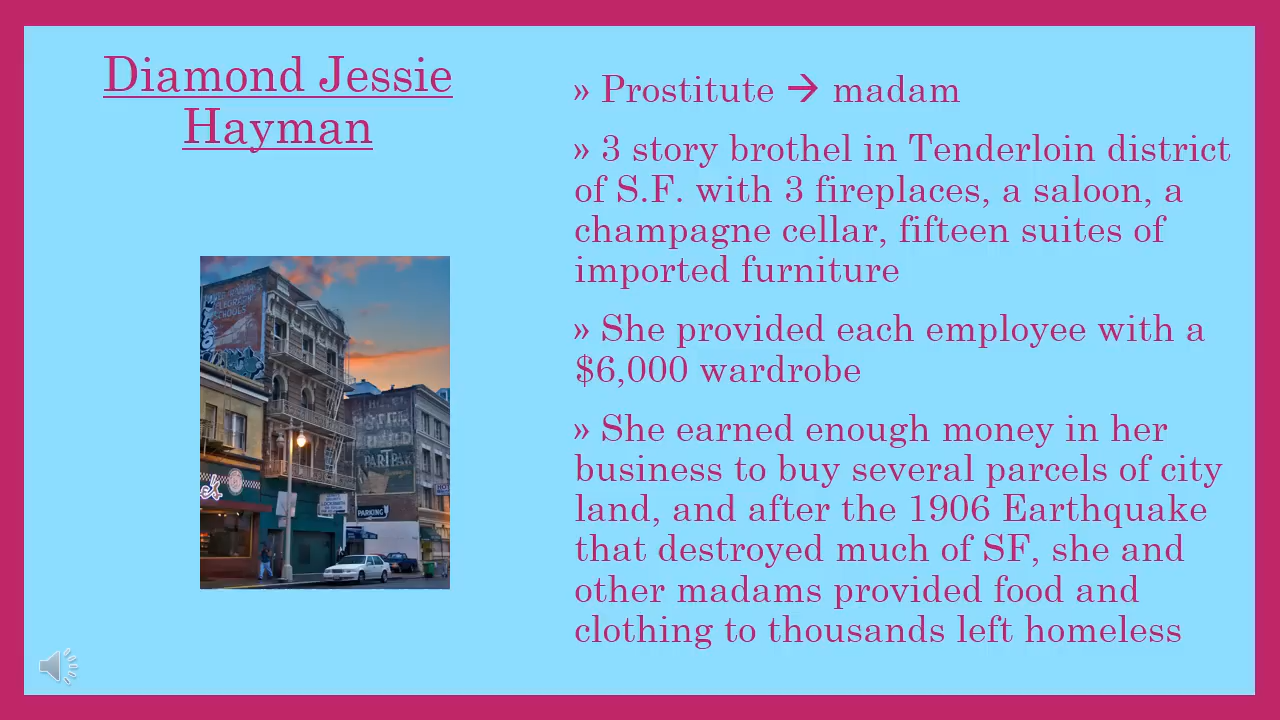 Diamond Jessie
Hayman
» Prostitute → madam
» 3 story brothel in Tenderloin district
of S.F. with 3 fireplaces, a saloon, a
champagne cellar, fifteen suites of
imported furniture
» She provided each employee with a
$6,000 wardrobe
» She earned enough money in her
business to buy several parcels of city
land, and after the 1906 Earthquake
that destroyed much of SF, she and
other madams provided food and
clothing to thousands left homeless
SCHOOLS
PARKING